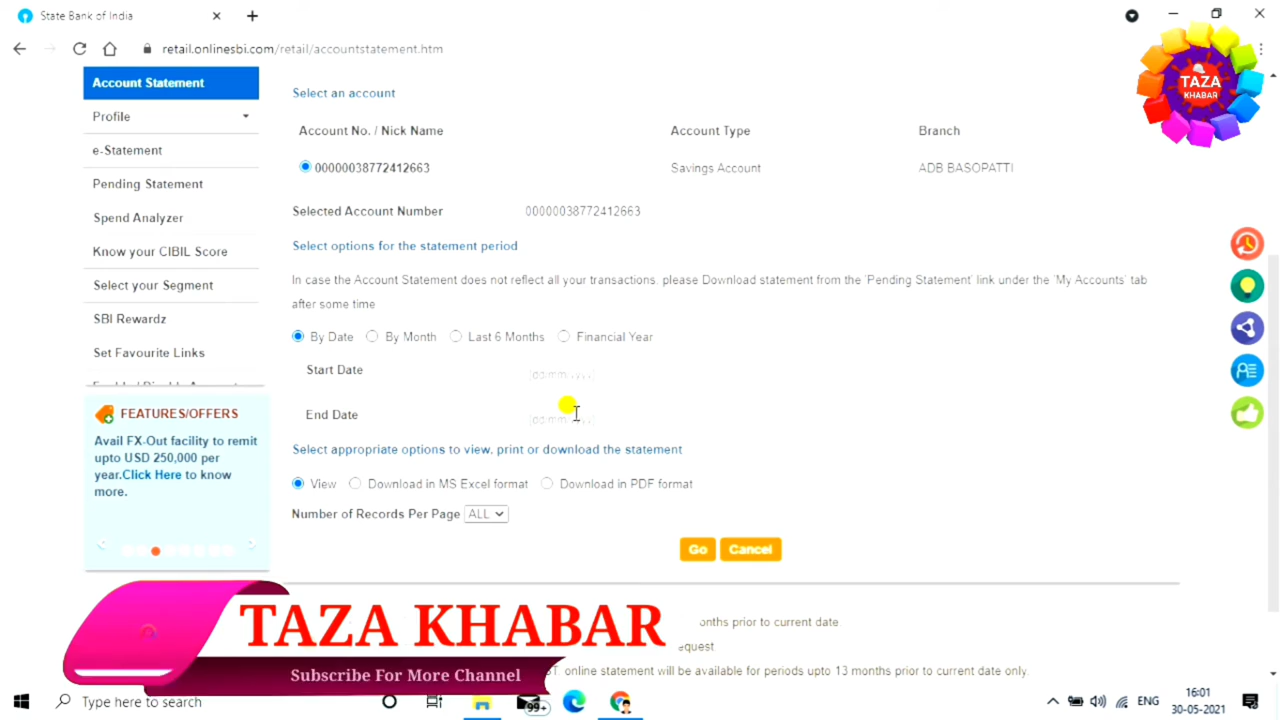 State Bank of India
retail.onlinesbi.com/retail/accountstatement.htm
TAZA
KHABAR
Account Statement
Profile
e-Statement
Pending Statement
Spend Analyzer
Know your CIBIL Score
Select your Segment
SBI Rewardz
Set Favourite Links
FEATURES/OFFERS
Avail FX-Out facility to remit
upto USD 250,000 per
year.Click Here to know
more.
Select an account
Account No. / Nick Name Account Type Branch
00000038772412663 Savings Account ADB BASOPATTI
Selected Account Number 00000038772412663
Select options for the statement period
In case the Account Statement does not reflect all your transactions, please Download statement from the 'Pending Statement' link under the 'My Accounts' tab
after some time
By Date By Month Last 6 Months Financial Year
Start Date
End Date
Select appropriate options to view, print or download the statement
View Download in MS Excel format Download in PDF format
Number of Records Per Page ALL
Go Cancel
onths prior to current date
equest
online statement will be available for periods upto 13 months prior to current date only.
TAZA KHABAR
Subscribe For More Channel
Type here to search
99+
ENG
16:01
30-05-2021